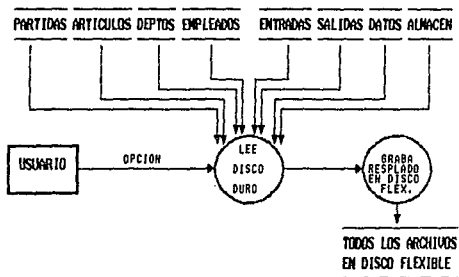 PARTIDAS ARTICULOS DEPTOS EMPLEADOS ENTRADAS SALIDAS DATOS ALMACEN
USUARIO
OPCION
LEE
DISCO
DURO
GRABA
RESPLADO
EN DISCO
FLEX.
TODOS LOS ARCHIVOS
EN DISCO FLEXIBLE